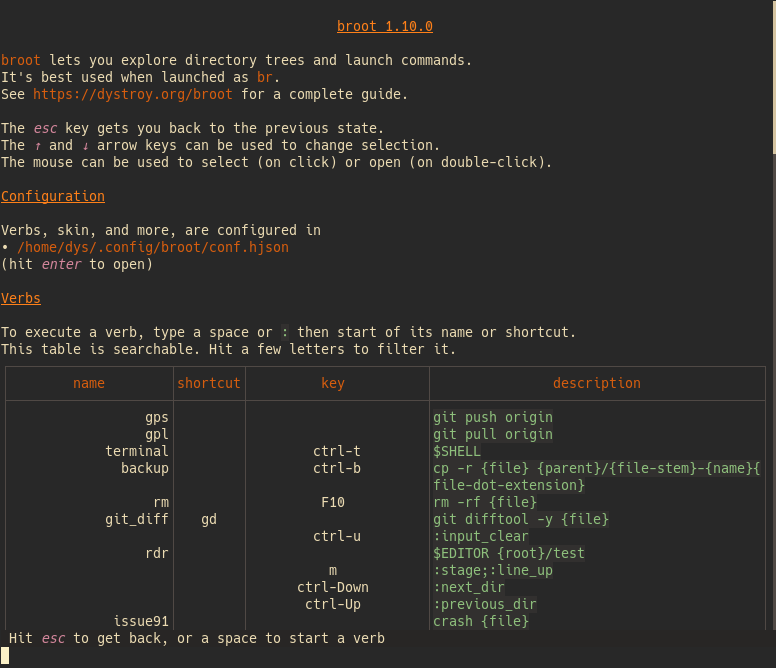 broot 1.10.0
broot lets you explore directory trees and launch commands.
It's best used when launched as br.
See https://dystroy.org/broot for a complete guide.
The esc key gets you back to the previous state.
The ↑ and ↓ arrow keys can be used to change selection.
The mouse can be used to select (on click) or open (on double-click).
Configuration
Verbs, skin, and more, are configured in
• /home/dys/.config/broot/conf.hjson
(hit enter to open)
Verbs
To execute a verb, type a space or : then start of its name or shortcut.
This table is searchable. Hit a few letters to filter it.
name shortcut key description
gps git push origin
gpl git pull origin
terminal ctrl-t $SHELL
backup ctrl-b cp -r {file} {parent}/{file-stem}-{name}{
file-dot-extension}
rm F10 rm -rf {file}
git_diff gd git difftool -y {file}
ctrl-u :input_clear
rdr $EDITOR {root}/test
m :stage;:line_up
ctrl-Down :next_dir
ctrl-Up :previous_dir
issue91 crash {file}
Hit esc to get back, or a space to start a verb